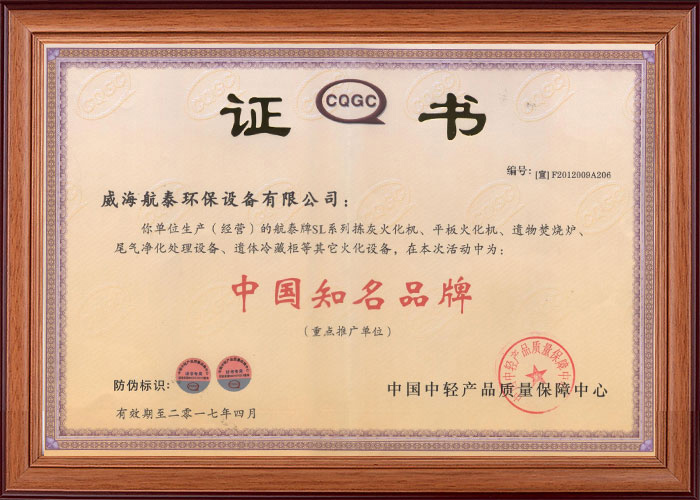 证 CQGC 书
编号：[宣] F2012009A206
威海航泰环保设备有限公司：
你单位生产（经营）的航泰牌SL系列拣灰火化机、平板火化机、遗物焚烧炉、
尾气净化处理设备、遗体冷藏柜等其它火化设备，在本次活动中为：
中国知名品牌
（重点推广单位）
防伪标识：
中国中轻产品质量保障中心
有效期至二零一七年四月